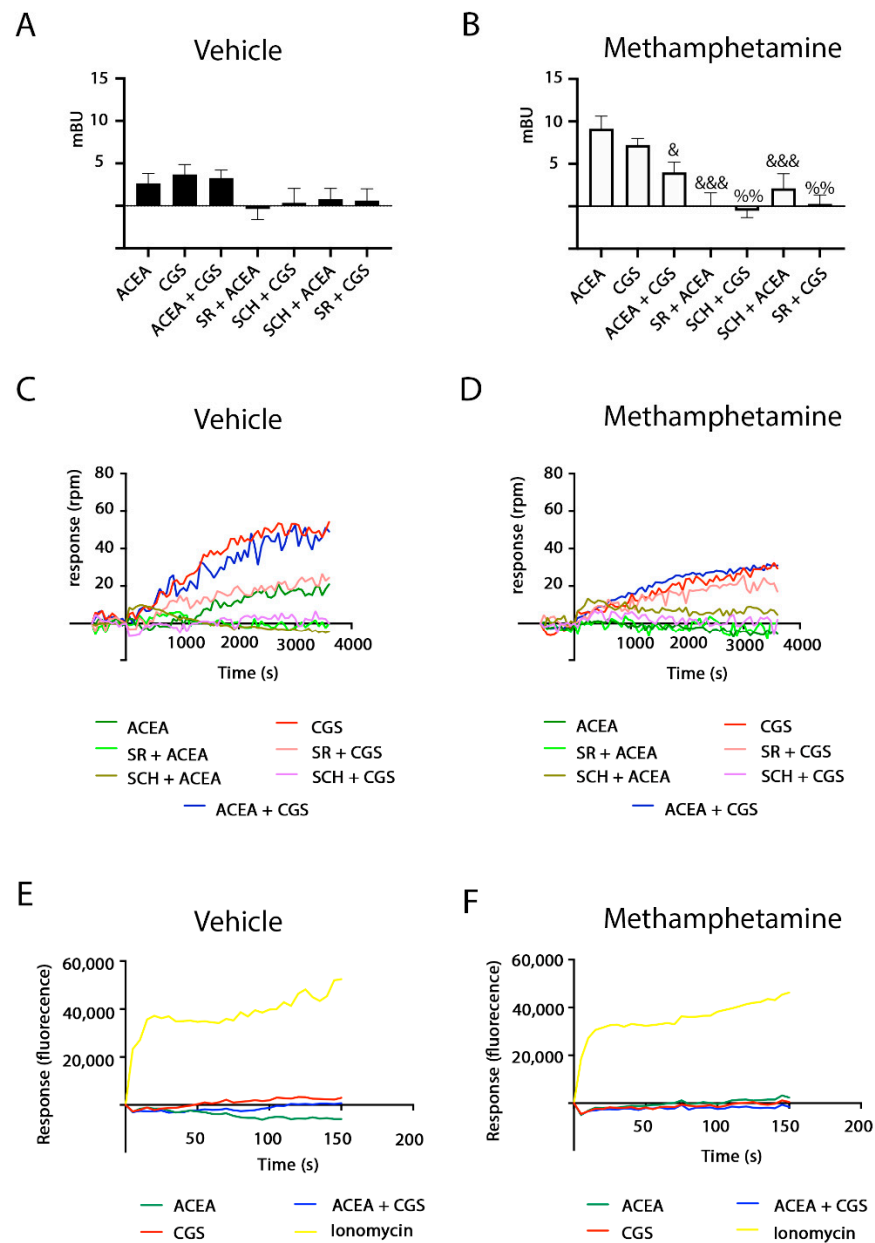 A
Vehicle
mBU
15
10
5
ACEA
CGS
ACEA + CGS
SR + ACEA
SCH + CGS
SCH + ACEA
SR + CGS
B
Methamphetamine
mBU
15
10
5
&
&&&
%%
&&&
%%
ACEA
CGS
ACEA + CGS
SR + ACEA
SCH + CGS
SCH + ACEA
SR + CGS
C
Vehicle
response (rpm)
80
60
40
20
1000 2000 3000 4000
Time (s)
ACEA CGS
SR + ACEA SR + CGS
SCH + ACEA SCH + CGS
ACEA + CGS
D
Methamphetamine
response (rpm)
80
60
40
20
1000 2000 3000 4000
Time (s)
ACEA CGS
SR + ACEA SR + CGS
SCH + ACEA SCH + CGS
ACEA + CGS
E
Vehicle
Response (fluorecence)
60,000
40,000
20,000
50 100 150 200
Time (s)
ACEA ACEA + CGS
CGS Ionomycin
F
Methamphetamine
Response (fluorecence)
60,000
40,000
20,000
50 100 150 200
Time (s)
ACEA ACEA + CGS
CGS Ionomycin